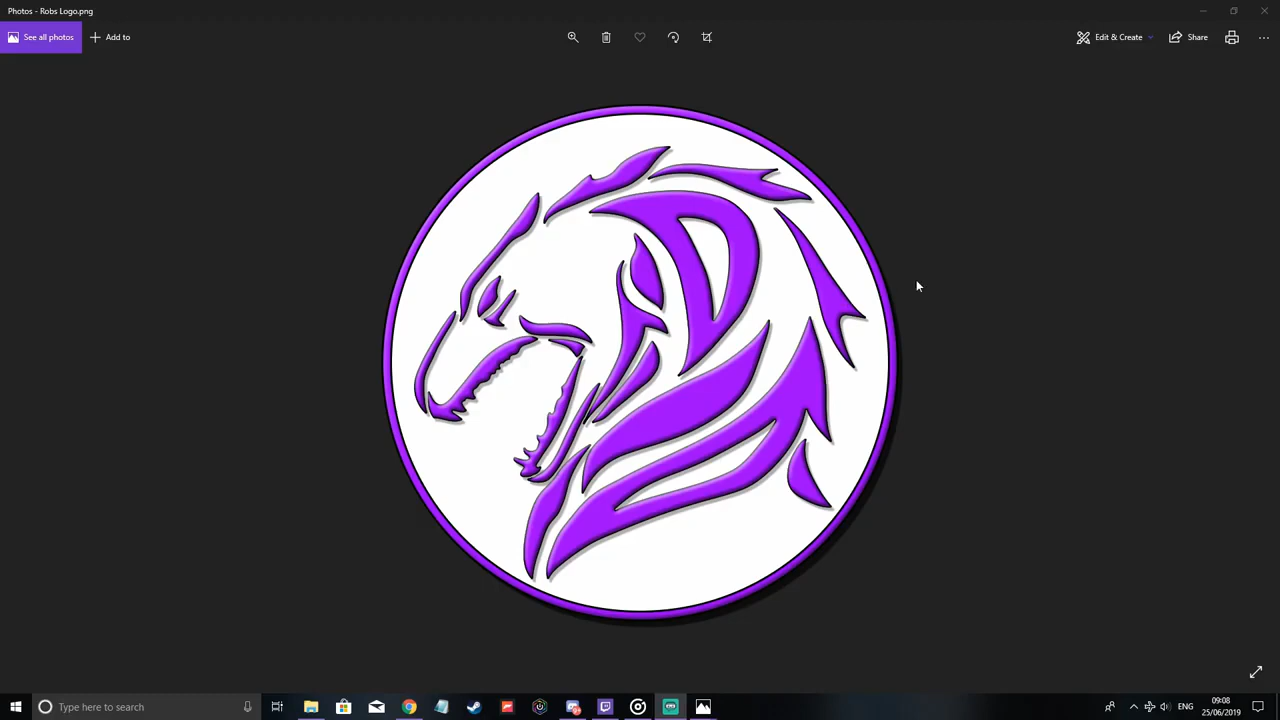 Photos - Robs Logo.png
See all photos
Add to
Edit & Create
Share
Type here to search
ENG
09:08
25/06/2019